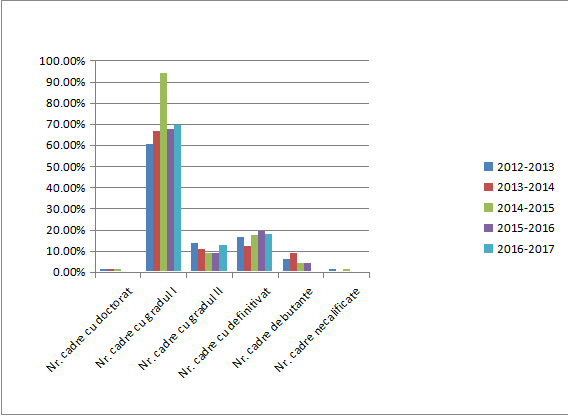 100.00%
90.00%
80.00%
70.00%
60.00%
50.00%
40.00%
30.00%
20.00%
10.00%
0.00%
Nr. cadre cu doctorat
Nr. cadre cu gradul I
Nr. cadre cu gradul II
Nr. cadre cu definitivat
Nr. cadre debutante
Nr. cadre necalificate
2012-2013
2013-2014
2014-2015
2015-2016
2016-2017